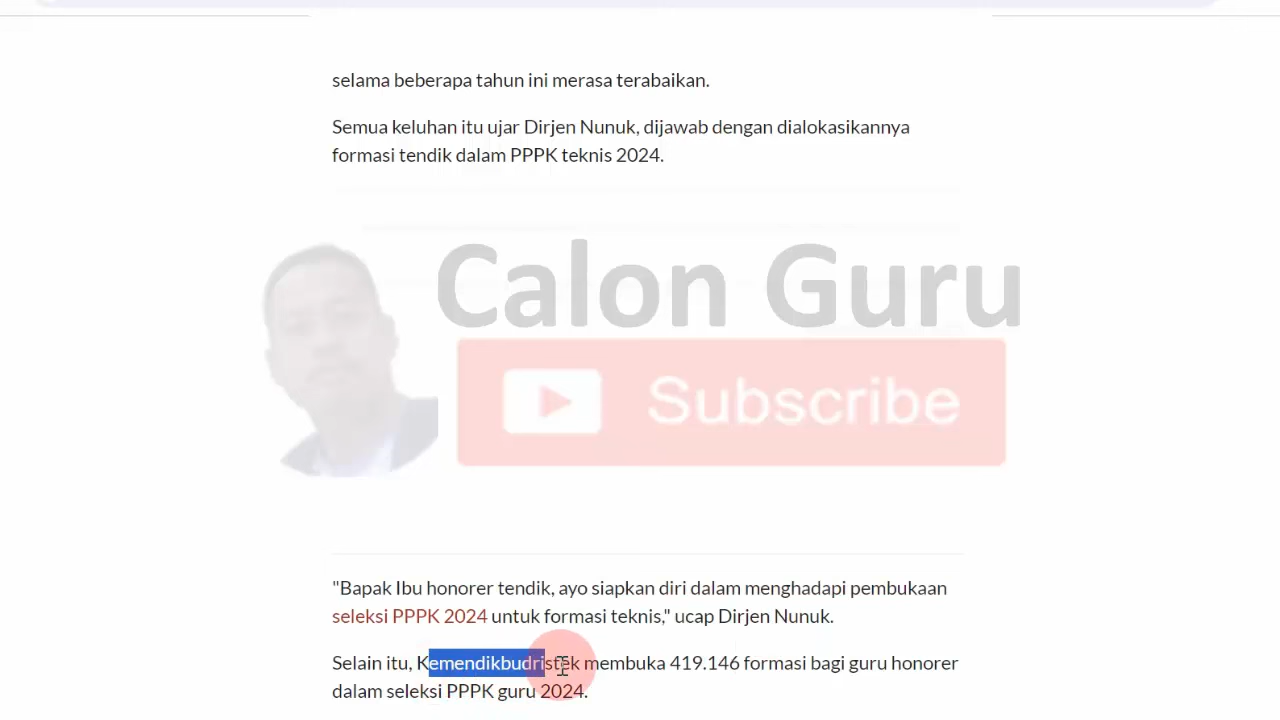 selama beberapa tahun ini merasa terabaikan.
Semua keluhan itu ujar Dirjen Nunuk, dijawab dengan dialokasikannya
formasi tendik dalam PPPK teknis 2024.
Calon Guru
Subscribe
"Bapak Ibu honorer tendik, ayo siapkan diri dalam menghadapi pembukaan
seleksi PPPK 2024 untuk formasi teknis," ucap Dirjen Nunuk.
Selain itu, Kemendikbudristek membuka 419.146 formasi bagi guru honorer
dalam seleksi PPPK guru 2024.